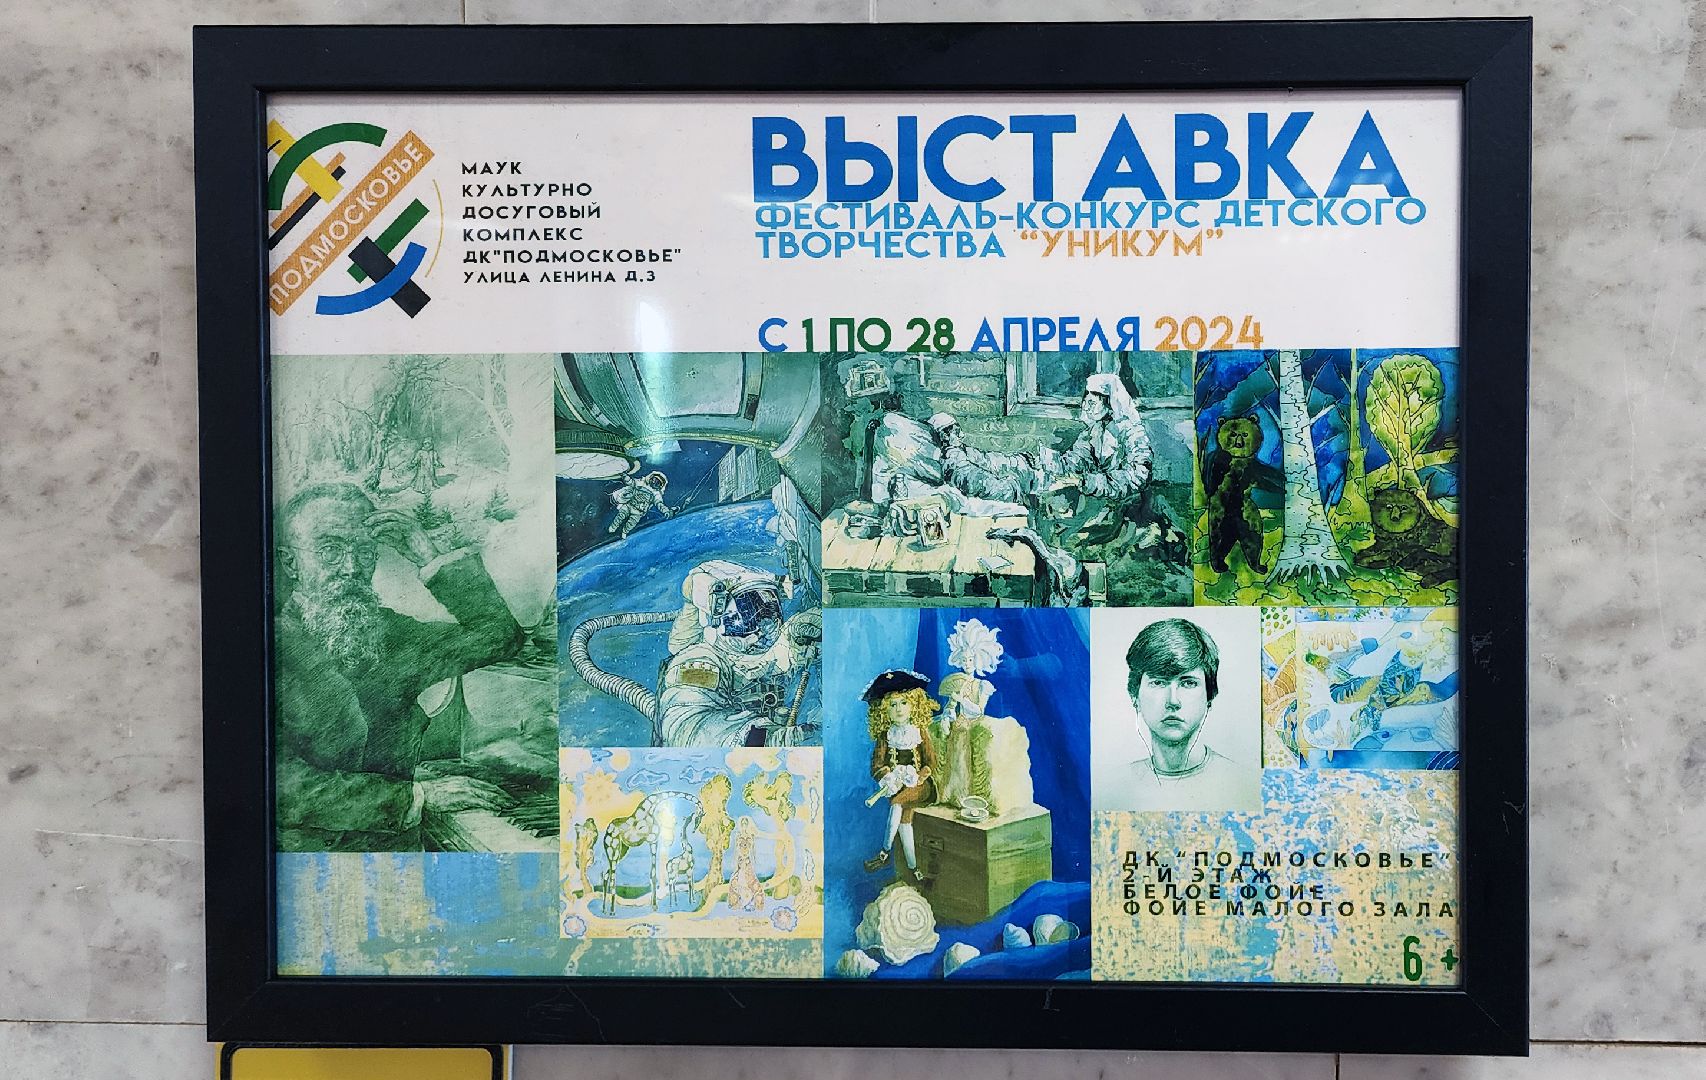 ПОДМОСКОВЬЕ
МАУК
КУЛЬТУРНО
ДОСУГОВЫЙ
КОМПЛЕКС
ДК"ПОДМОСКОВЬЕ"
УЛИЦА ЛЕНИНА Д.3
ВЫСТАВКА
ФЕСТИВАЛЬ-КОНКУРС ДЕТСКОГО
ТВОРЧЕСТВА "УНИКУМ"
С 1 ПО 28 АПРЕЛЯ 2024
ДК "ПОДМОСКОВЬЕ"
2-Й ЭТАЖ
БЕЛОЕ ФОЙЕ
ФОЙЕ МАЛОГО ЗАЛА
6 +